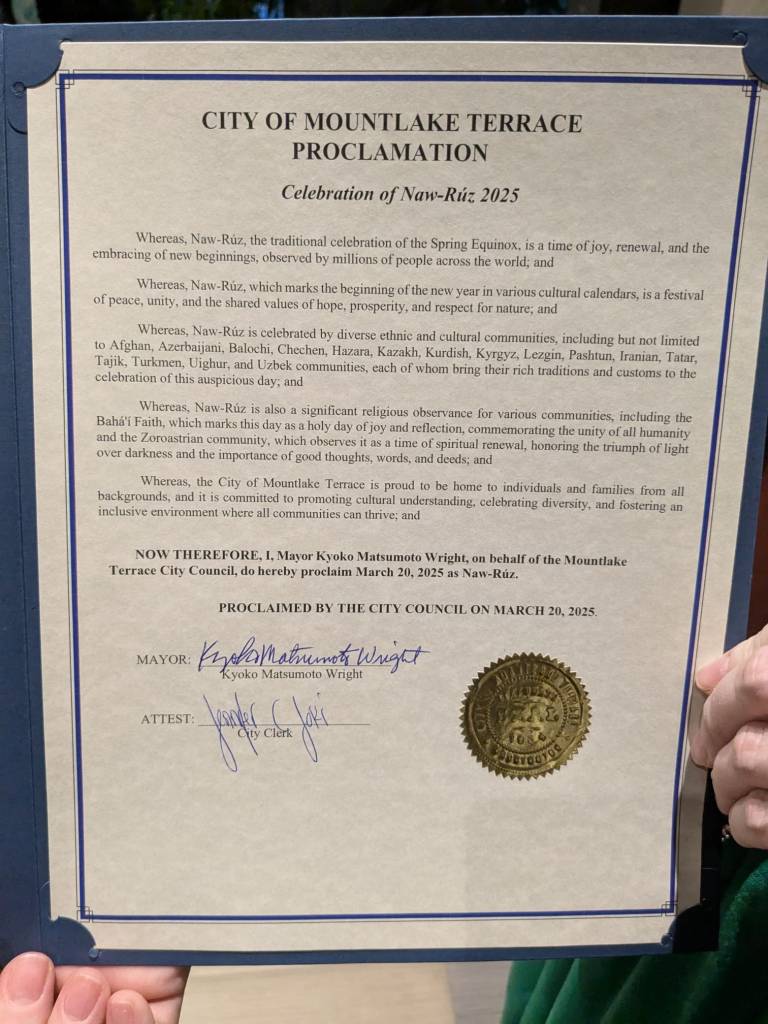 CITY OF MOUNTLAKE TERRACE
PROCLAMATION
Celebration of Naw-Rúz 2025
Whereas, Naw-Rúz, the traditional celebration of the Spring Equinox, is a time of joy, renewal, and the
embracing of new beginnings, observed by millions of people across the world; and
Whereas, Naw-Rúz, which marks the beginning of the new year in various cultural calendars, is a festival
of peace, unity, and the shared values of hope, prosperity, and respect for nature; and
Whereas, Naw-Rúz is celebrated by diverse ethnic and cultural communities, including but not limited
to Afghan, Azerbaijani, Balochi, Chechen, Hazara, Kazakh, Kurdish, Kyrgyz, Lezgin, Pashtun, Iranian, Tatar,
Tajik, Turkmen, Uighur, and Uzbek communities, each of whom bring their rich traditions and customs to the
celebration of this auspicious day; and
Whereas, Naw-Rúz is also a significant religious observance for various communities, including the
Bahá'í Faith, which marks this day as a holy day of joy and reflection, commemorating the unity of all humanity
and the Zoroastrian community, which observes it as a time of spiritual renewal, honoring the triumph of light
over darkness and the importance of good thoughts, words, and deeds; and
Whereas, the City of Mountlake Terrace is proud to be home to individuals and families from all
backgrounds, and it is committed to promoting cultural understanding, celebrating diversity, and fostering an
inclusive environment where all communities can thrive; and
NOW THEREFORE, I, Mayor Kyoko Matsumoto Wright, on behalf of the Mountlake
Terrace City Council, do hereby proclaim March 20, 2025 as Naw-Rúz.
PROCLAIMED BY THE CITY COUNCIL ON MARCH 20, 2025.
MAYOR: Kyoko Matsumoto Wright
Kyoko Matsumoto Wright
ATTEST: Jennifer C Joki
City Clerk